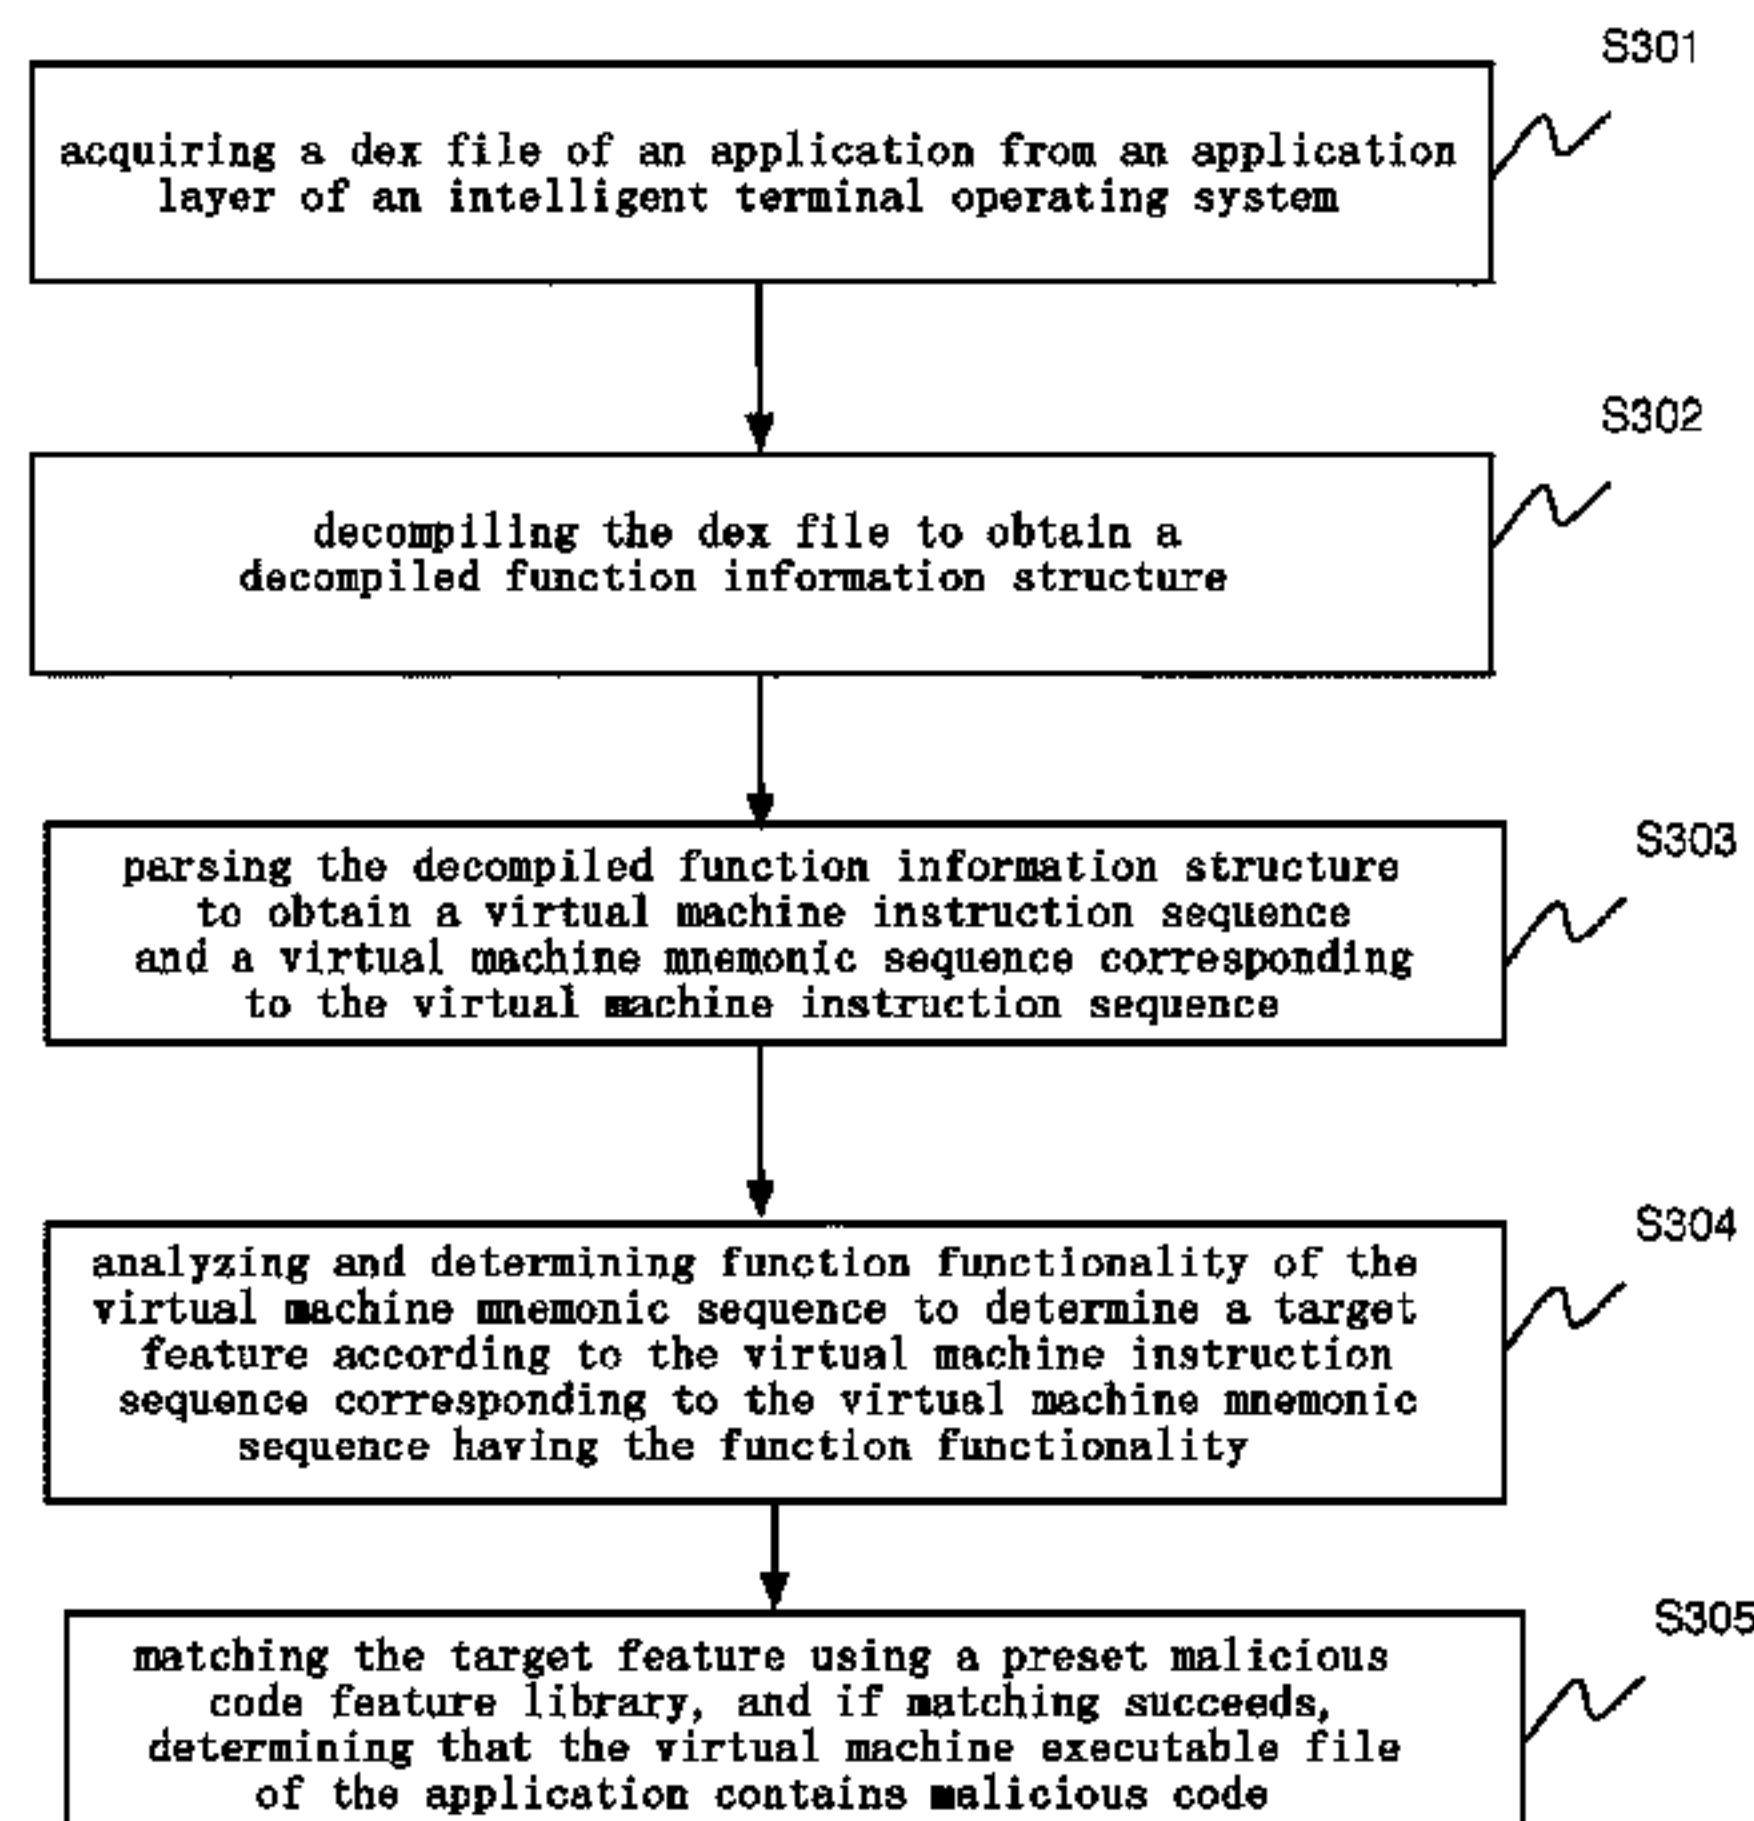 S301
acquiring a dex file of an application from an application
layer of an intelligent terminal operating system
S302
decompiling the dex file to obtain a
decompiled function information structure
S303
parsing the decompiled function information structure
to obtain a virtual machine instruction sequence
and a virtual machine mnemonic sequence corresponding
to the virtual machine instruction sequence
S304
analyzing and determining function functionality of the
virtual machine mnemonic sequence to determine a target
feature according to the virtual machine instruction
sequence corresponding to the virtual machine mnemonic
sequence having the function functionality
S305
matching the target feature using a preset malicious
code feature library, and if matching succeeds,
determining that the virtual machine executable file
of the application contains malicious code